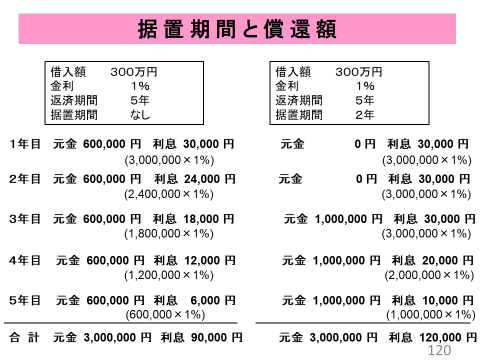 据置期間と償還額
借入額　300万円
金利　1%
返済期間　5年
据置期間　なし
借入額　300万円
金利　1%
返済期間　5年
据置期間　2年
1年目　元金 600,000 円　利息 30,000 円　元金　0 円　利息 30,000 円
(3,000,000×1%)　(3,000,000×1%)
2年目　元金 600,000 円　利息 24,000 円　元金　0 円　利息 30,000 円
(2,400,000×1%)　(3,000,000×1%)
3年目　元金 600,000 円　利息 18,000 円　元金 1,000,000 円　利息 30,000 円
(1,800,000×1%)　(3,000,000×1%)
4年目　元金 600,000 円　利息 12,000 円　元金 1,000,000 円　利息 20,000 円
(1,200,000×1%)　(2,000,000×1%)
5年目　元金 600,000 円　利息 6,000 円　元金 1,000,000 円　利息 10,000 円
(600,000×1%)　(1,000,000×1%)
合 計　元金 3,000,000 円　利息 90,000 円　元金 3,000,000 円　利息 120,000 円
120